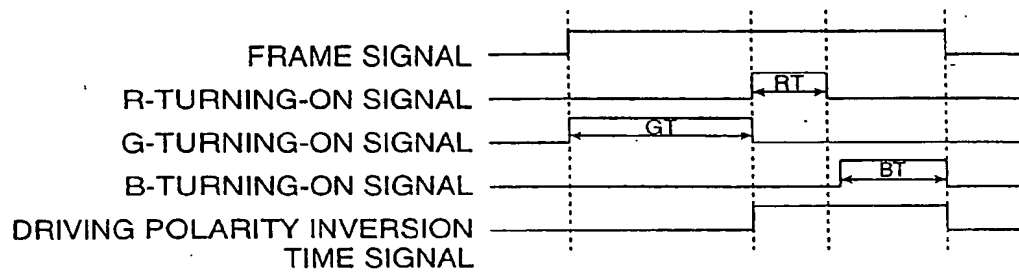 FRAME SIGNAL
R-TURNING-ON SIGNAL
RT
G-TURNING-ON SIGNAL
GT
B-TURNING-ON SIGNAL
BT
DRIVING POLARITY INVERSION
TIME SIGNAL